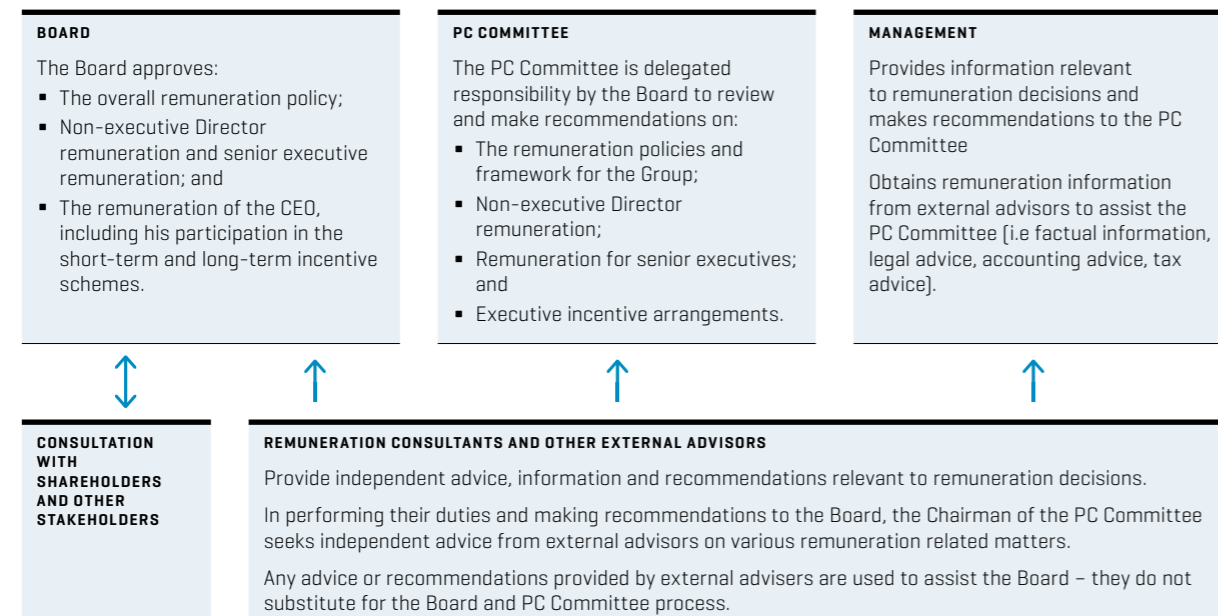 BOARD
The Board approves:
▪ The overall remuneration policy;
▪ Non-executive Director
remuneration and senior executive
remuneration; and
▪ The remuneration of the CEO,
including his participation in the
short-term and long-term incentive
schemes.
PC COMMITTEE
The PC Committee is delegated
responsibility by the Board to review
and make recommendations on:
▪ The remuneration policies and
framework for the Group;
▪ Non-executive Director
remuneration;
▪ Remuneration for senior executives;
and
▪ Executive incentive arrangements.
MANAGEMENT
Provides information relevant
to remuneration decisions and
makes recommendations to the PC
Committee
Obtains remuneration information
from external advisors to assist the
PC Committee (i.e factual information,
legal advice, accounting advice, tax
advice).
CONSULTATION
WITH
SHAREHOLDERS
AND OTHER
STAKEHOLDERS
REMUNERATION CONSULTANTS AND OTHER EXTERNAL ADVISORS
Provide independent advice, information and recommendations relevant to remuneration decisions.
In performing their duties and making recommendations to the Board, the Chairman of the PC Committee
seeks independent advice from external advisors on various remuneration related matters.
Any advice or recommendations provided by external advisers are used to assist the Board – they do not
substitute for the Board and PC Committee process.